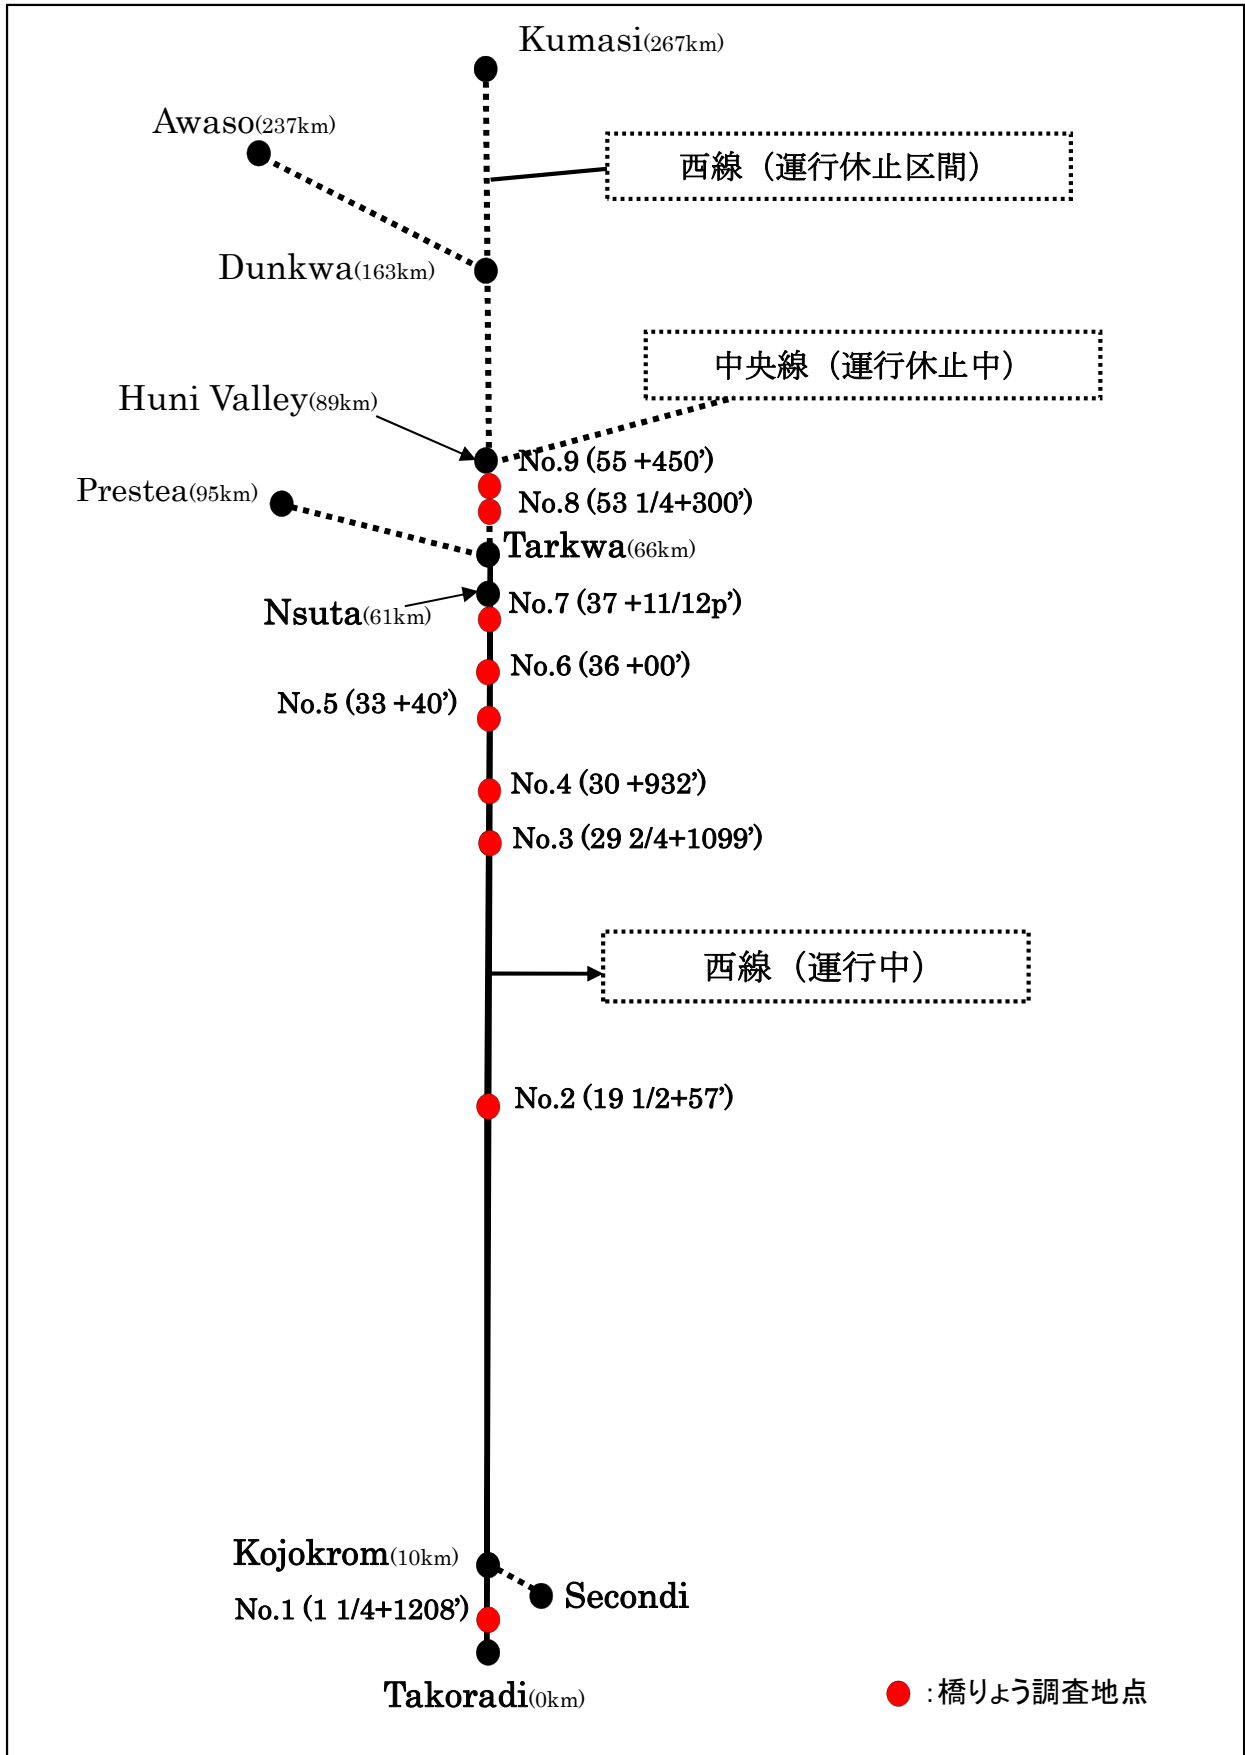 Kumasi(267km)
Awaso(237km)
西線（運行休止区間）
Dunkwa(163km)
中央線（運行休止中）
Huni Valley(89km)
No.9 (55 +450’)
Prestea(95km)
No.8 (53 1/4+300’)
Tarkwa(66km)
Nsuta(61km)
No.7 (37 +11/12p’)
No.6 (36 +00’)
No.5 (33 +40’)
No.4 (30 +932’)
No.3 (29 2/4+1099’)
西線（運行中）
No.2 (19 1/2+57’)
Kojokrom(10km)
Secondi
No.1 (1 1/4+1208’)
Takoradi(0km)
：橋りょう調査地点